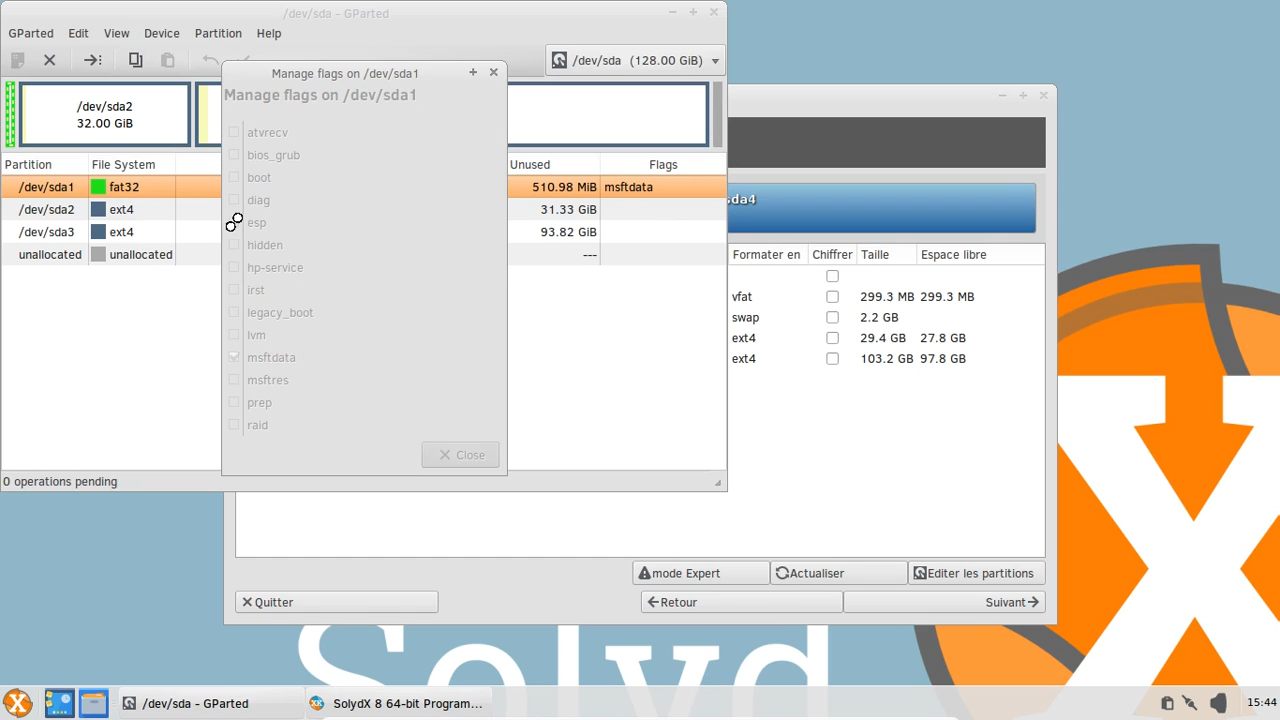 /dev/sda - GParted
GParted Edit View Device Partition Help
/dev/sda (128.00 GiB)
/dev/sda2
32.00 GiB
Partition File System Unused Flags
/dev/sda1 fat32 510.98 MiB msftdata
/dev/sda2 ext4 31.33 GiB
/dev/sda3 ext4 93.82 GiB
unallocated unallocated ---
0 operations pending
Manage flags on /dev/sda1
Manage flags on /dev/sda1
atvrecv
bios_grub
boot
diag
esp
hidden
hp-service
irst
legacy_boot
lvm
msftdata
msftres
prep
raid
Close
sda4
Formater en Chiffrer Taille Espace libre
vfat 299.3 MB 299.3 MB
swap 2.2 GB
ext4 29.4 GB 27.8 GB
ext4 103.2 GB 97.8 GB
mode Expert Actualiser Editer les partitions
Quitter Retour Suivant
Solyd
X
/dev/sda - GParted SolydX 8 64-bit Program... 15:44